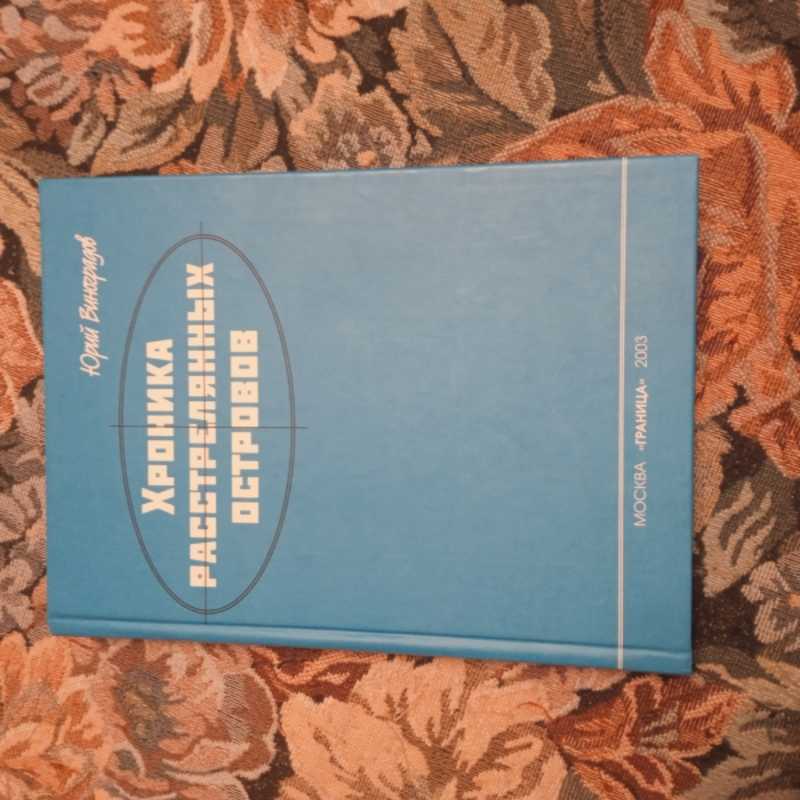 Юрий Виноградов
ХРОНИКА
РАССТРЕЛЯННЫХ
ОСТРОВОВ
МОСКВА «ГРАНИЦА» 2003